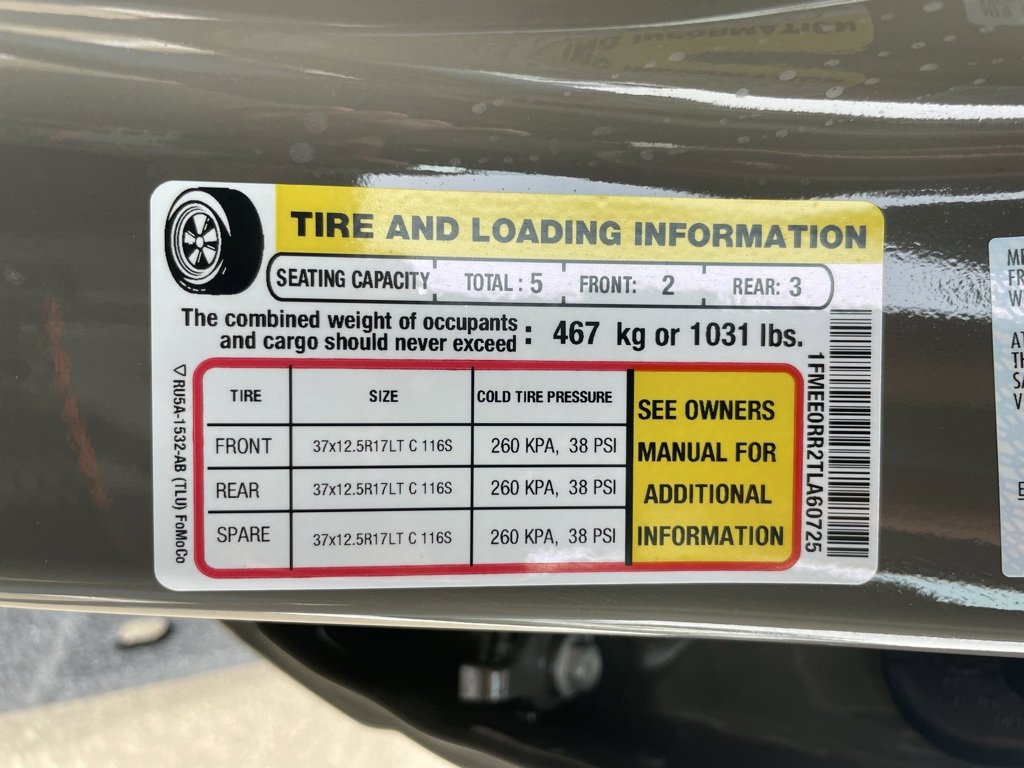 TIRE AND LOADING INFORMATION
SEATING CAPACITY TOTAL : 5 FRONT: 2 REAR: 3
The combined weight of occupants
and cargo should never exceed : 467 kg or 1031 lbs.
TIRE SIZE COLD TIRE PRESSURE
FRONT 37x12.5R17LT C 116S 260 KPA, 38 PSI
REAR 37x12.5R17LT C 116S 260 KPA, 38 PSI
SPARE 37x12.5R17LT C 116S 260 KPA, 38 PSI
SEE OWNERS
MANUAL FOR
ADDITIONAL
INFORMATION
▽RU5A-1532-AB (TLU) FoMoCo
1FMEE0RR2TLA60725